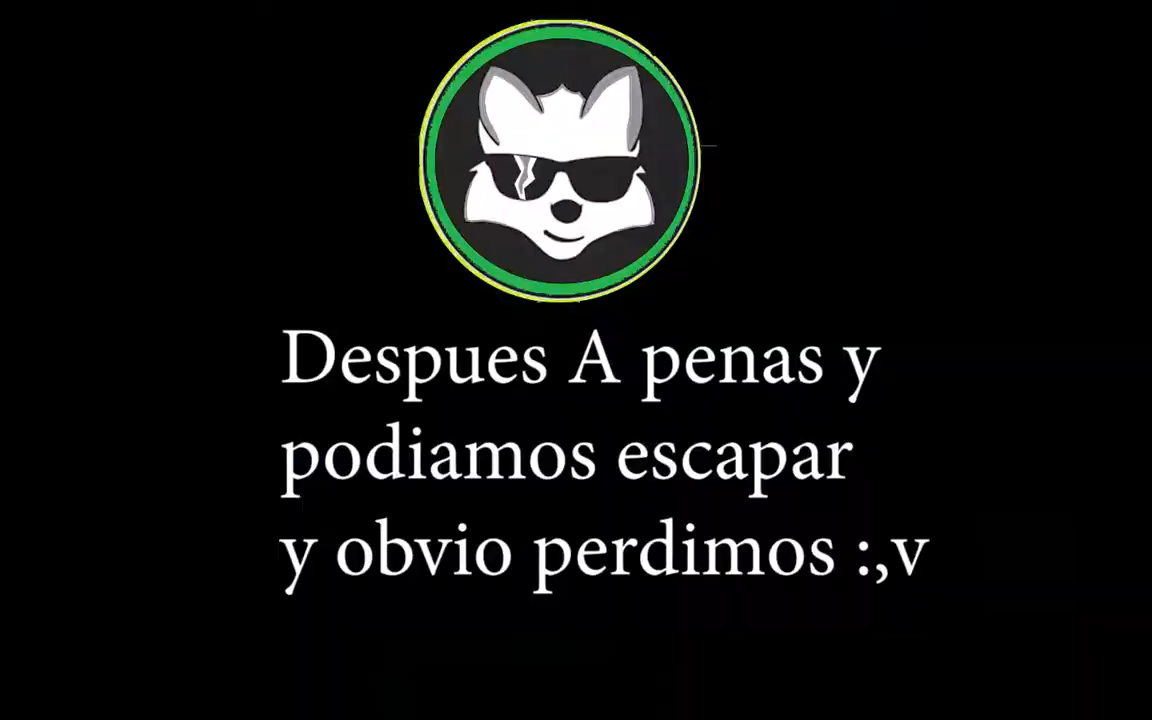 Despues A penas y
podiamos escapar
y obvio perdimos :,v